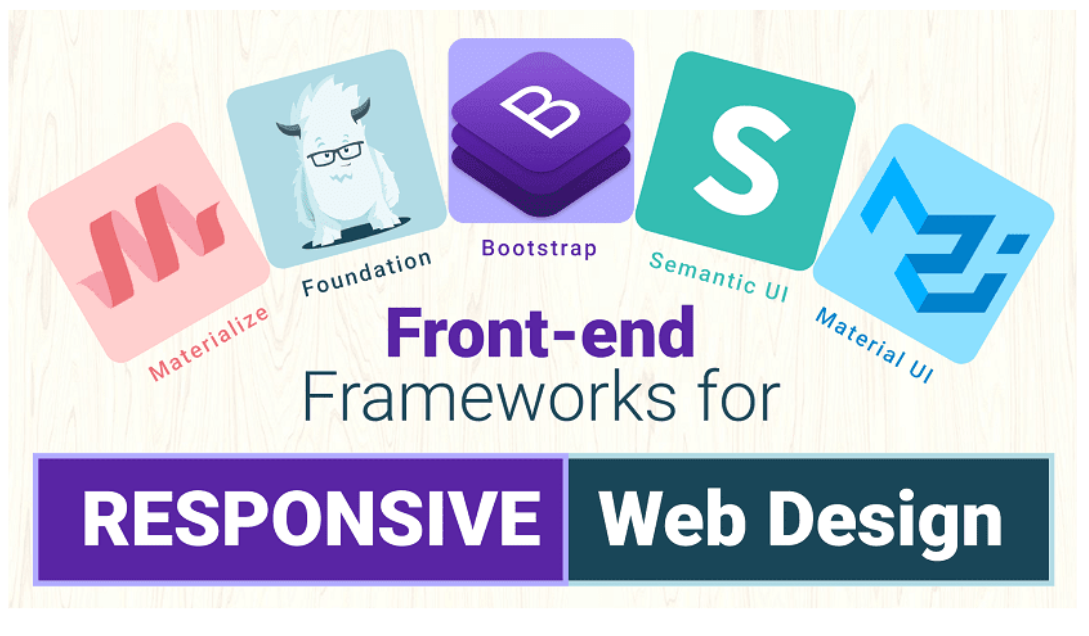 Materialize
Foundation
Bootstrap
B
S
Semantic UI
Material UI
Front-end
Frameworks for
RESPONSIVE Web Design